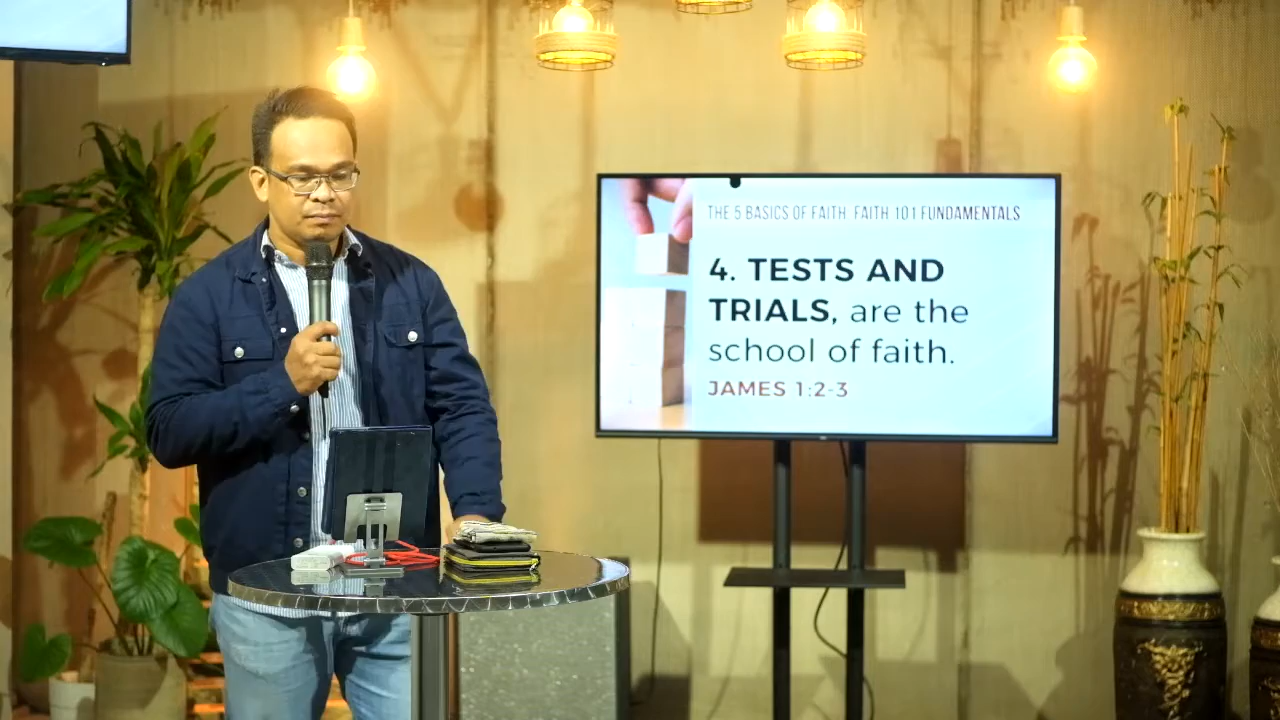 THE 5 BASICS OF FAITH: FAITH 101 FUNDAMENTALS
4. TESTS AND
TRIALS, are the
school of faith.
JAMES 1:2-3